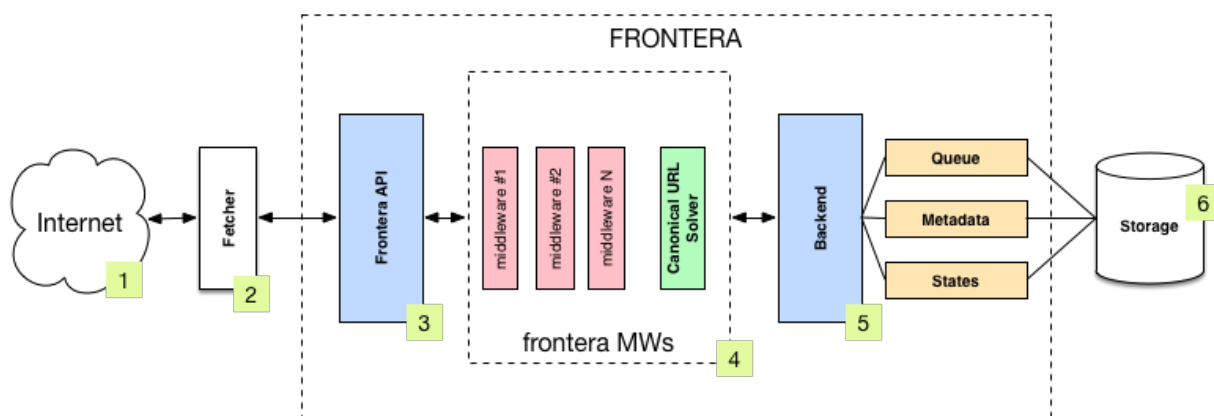 FRONTERA
Internet
1
Fetcher
2
Frontera API
3
middleware #1
middleware #2
middleware N
Canonical URL
Solver
frontera MWs
4
Backend
5
Queue
Metadata
States
Storage
6